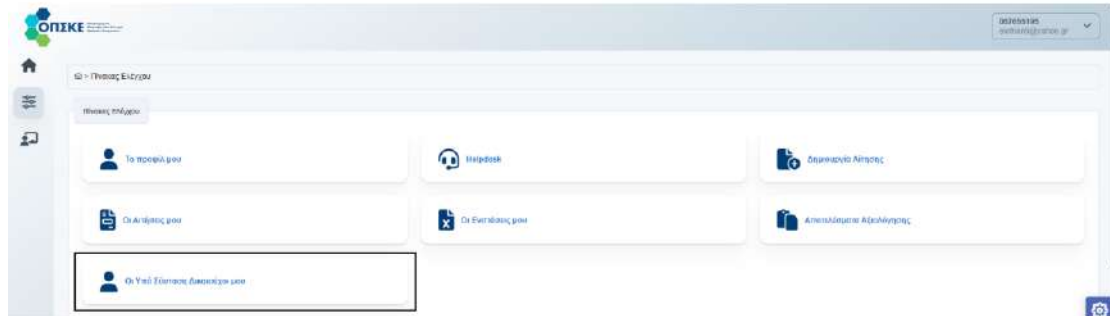 ΟΠΣΚΕ
> Πίνακας Ελέγχου
Πίνακας Ελέγχου
Το προφίλ μου
Helpdesk
Δημιουργία Αίτησης
Οι Αιτήσεις μου
Οι Ενστάσεις μου
Αποτελέσματα Αξιολόγησης
Οι Υπό Σύσταση Δικαιούχοι μου